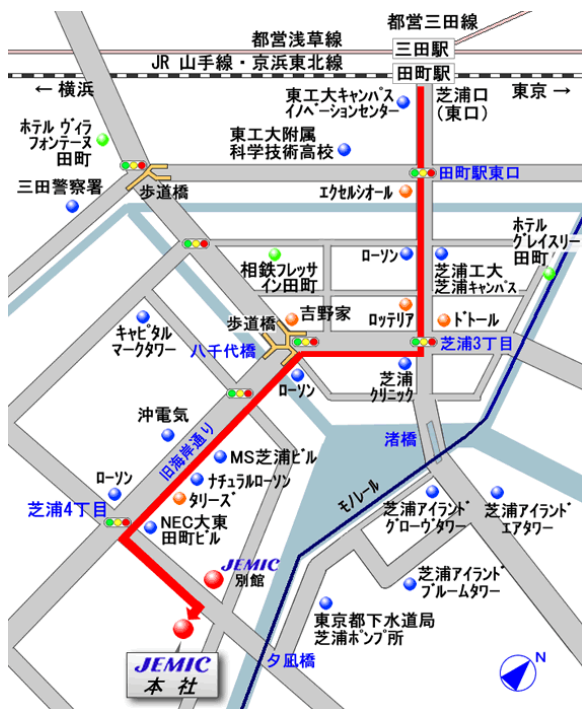 都営三田線
都営浅草線
三田駅
JR 山手線・京浜東北線
田町駅
← 横浜
東京 →
芝浦口
(東口)
東工大キャンパス
イノベーションセンター
ホテル ヴィラ
フォンテーヌ
田町
東工大附属
科学技術高校
田町駅東口
三田警察署
歩道橋
エクセルシオール
ホテル
グレイスリー
田町
相鉄フレッサ
イン田町
ローソン
芝浦工大
芝浦キャンパス
吉野家
ロッテリア
ドトール
キャピタル
マークタワー
歩道橋
八千代橋
芝浦3丁目
ローソン
芝浦
クリニック
沖電気
旧海岸通り
渚橋
MS芝浦ビル
ローソン
ナチュラルローソン
モノレール
タリーズ
芝浦4丁目
NEC大東
田町ビル
芝浦アイランド
グローヴタワー
芝浦アイランド
エアタワー
JEMIC
別館
芝浦アイランド
ブルームタワー
東京都下水道局
芝浦ポンプ所
JEMIC
本 社
夕凪橋
N